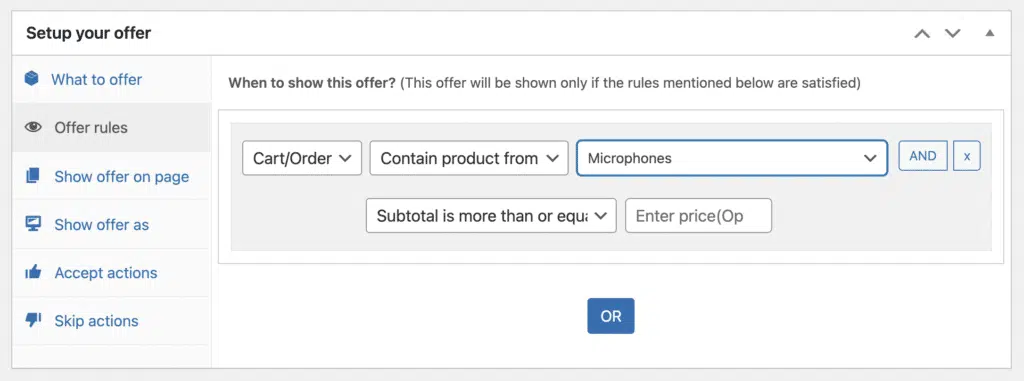 Setup your offer
What to offer
When to show this offer? (This offer will be shown only if the rules mentioned below are satisfied)
Offer rules
Cart/Order Contain product from Microphones AND x
Show offer on page
Subtotal is more than or equa Enter price(Op
Show offer as
Accept actions
Skip actions
OR